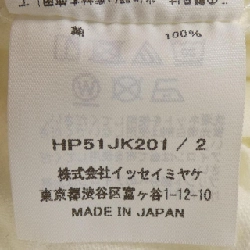 綿 100%
HP51JK201 / 2
株式会社イッセイミヤケ
東京都渋谷区富ヶ谷1-12-10
MADE IN JAPAN